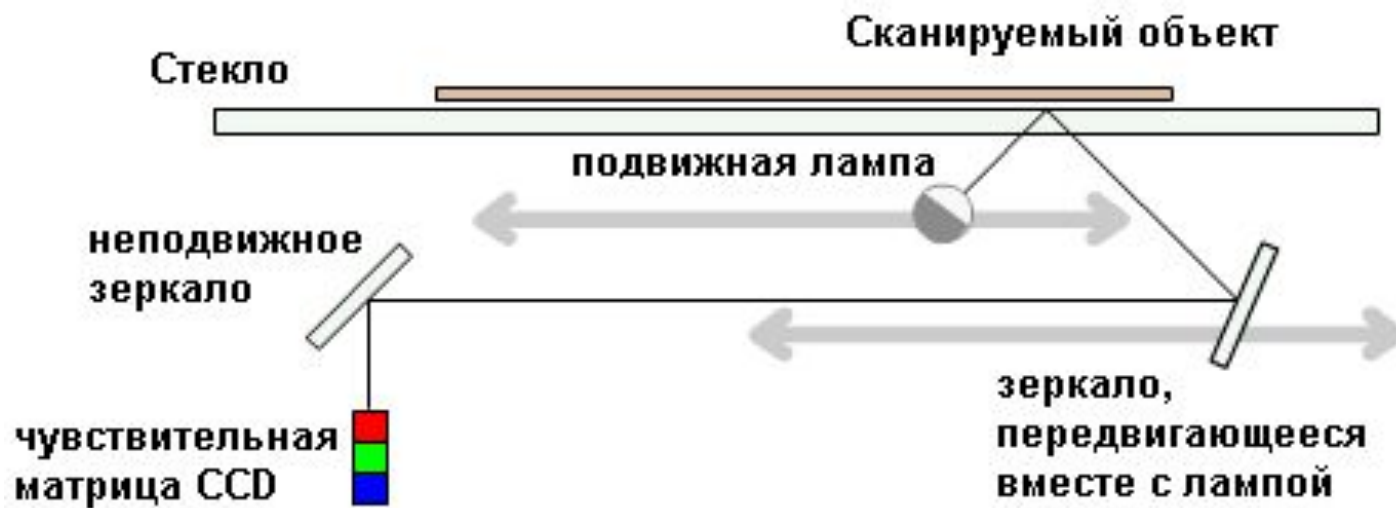 Сканируемый объект
Стекло
подвижная лампа
неподвижное
зеркало
зеркало,
передвигающееся
вместе с лампой
чувствительная
матрица CCD